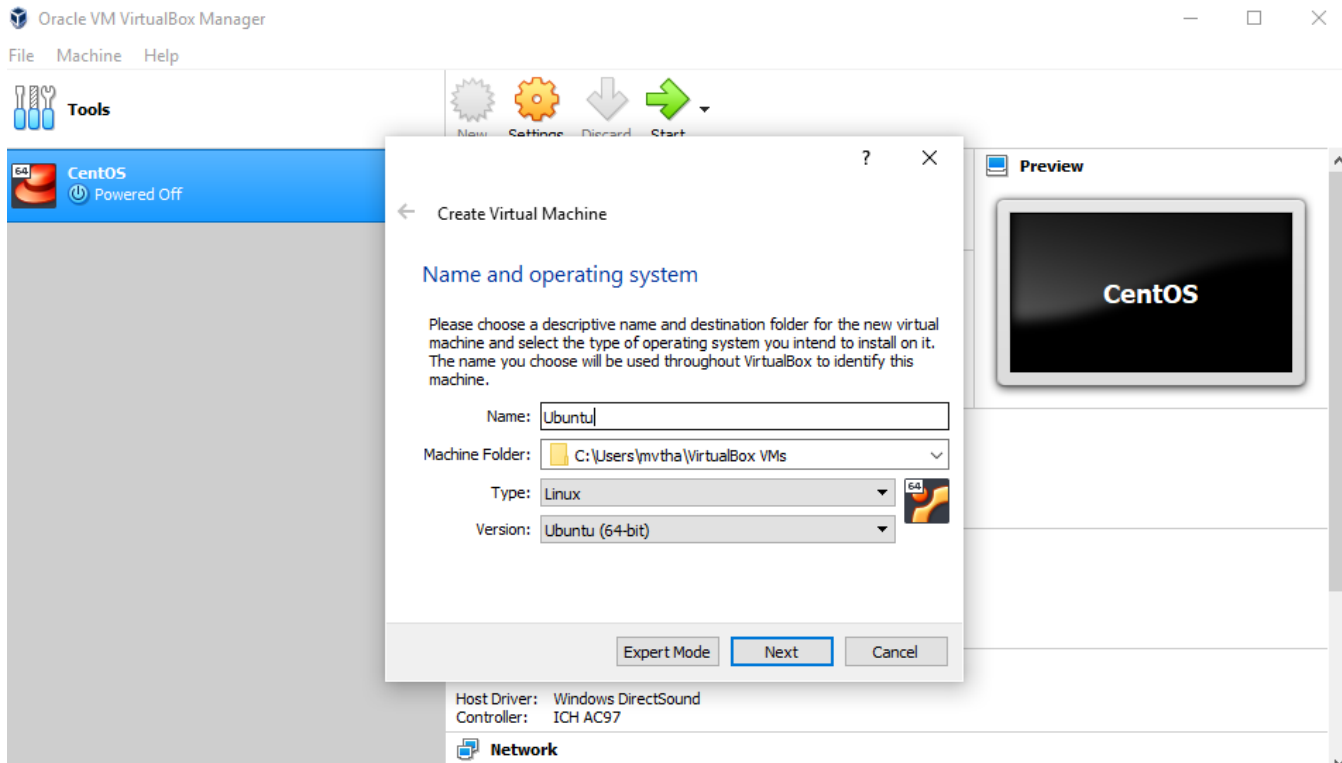 Oracle VM VirtualBox Manager
File Machine Help
Tools
New Settings Discard Start
64 CentOS
Powered Off
? 
Create Virtual Machine
Name and operating system
Please choose a descriptive name and destination folder for the new virtual
machine and select the type of operating system you intend to install on it.
The name you choose will be used throughout VirtualBox to identify this
machine.
Name: Ubuntu
Machine Folder: C:\Users\mvtha\VirtualBox VMs
Type: Linux
64
Version: Ubuntu (64-bit)
Expert Mode Next Cancel
Preview
CentOS
Host Driver: Windows DirectSound
Controller: ICH AC97
Network